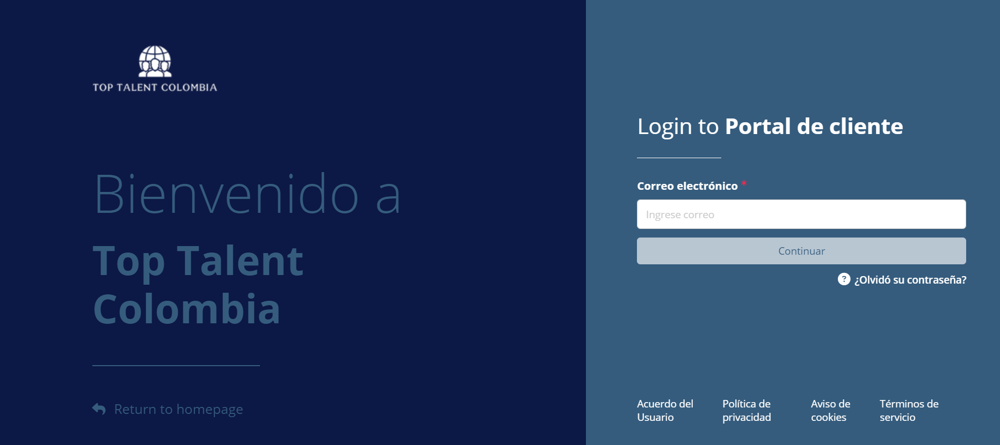 TOP TALENT COLOMBIA
Bienvenido a
Top Talent
Colombia
Return to homepage
Login to Portal de cliente
Correo electrónico *
Ingrese correo
Continuar
? ¿Olvidó su contraseña?
Acuerdo del
Usuario
Política de
privacidad
Aviso de
cookies
Términos de
servicio